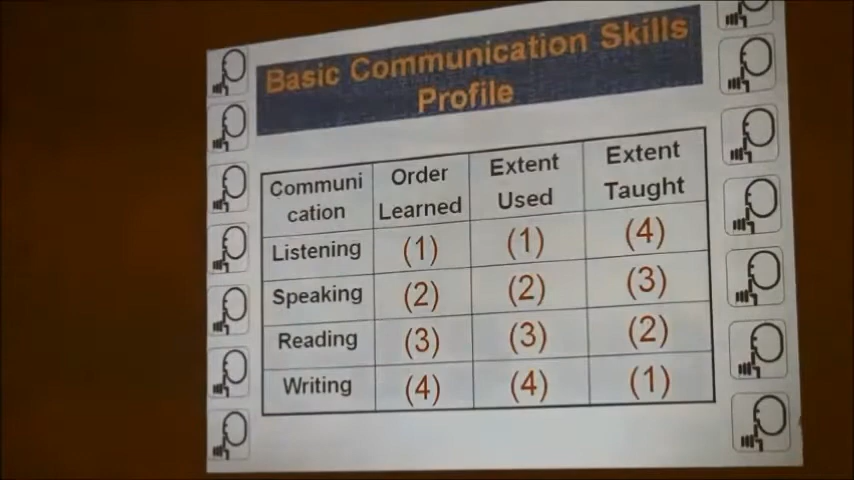 Basic Communication Skills
Profile
Communi
cation
Order
Learned
Extent
Used
Extent
Taught
Listening (1) (1) (4)
Speaking (2) (2) (3)
Reading (3) (3) (2)
Writing (4) (4) (1)